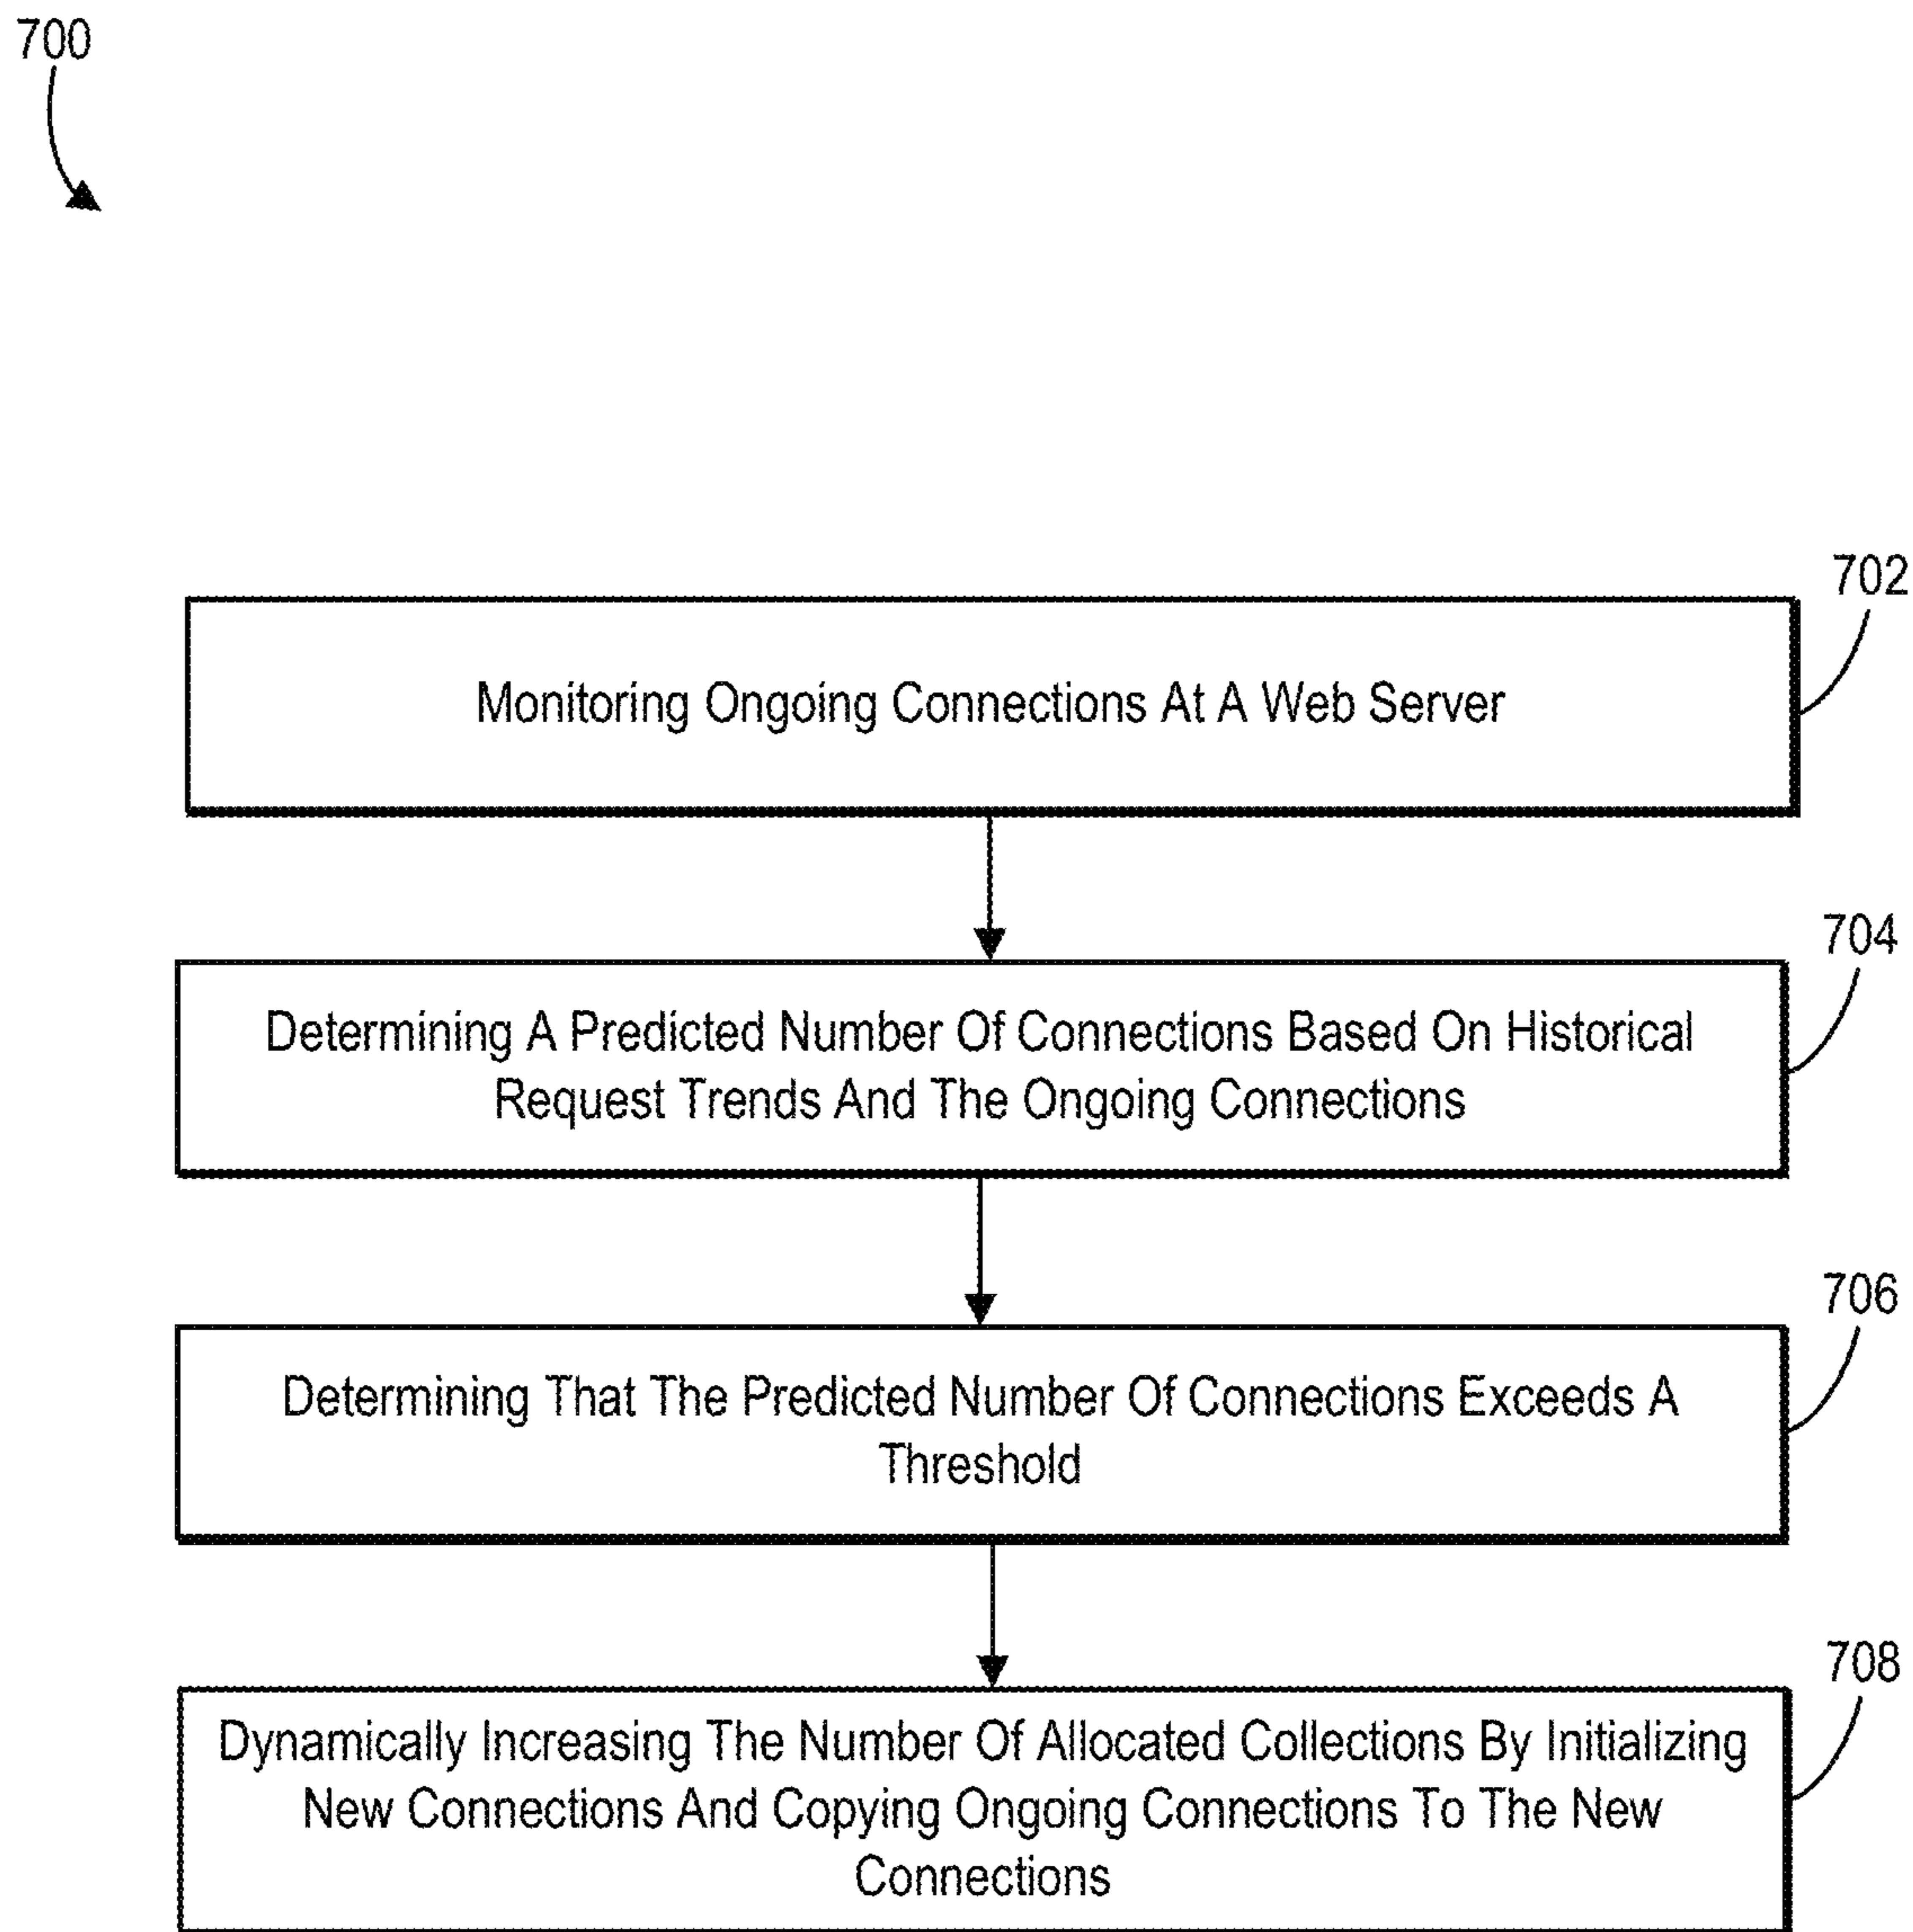 700
702
Monitoring Ongoing Connections At A Web Server
704
Determining A Predicted Number Of Connections Based On Historical
Request Trends And The Ongoing Connections
706
Determining That The Predicted Number Of Connections Exceeds A
Threshold
708
Dynamically Increasing The Number Of Allocated Collections By Initializing
New Connections And Copying Ongoing Connections To The New
Connections